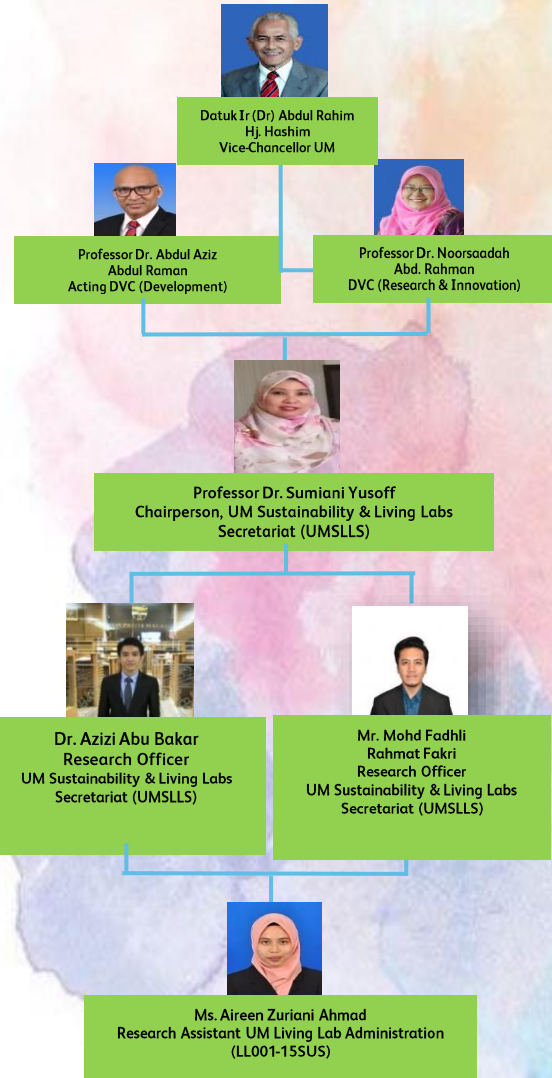 Datuk Ir (Dr) Abdul Rahim
Hj. Hashim
Vice-Chancellor UM
Professor Dr. Abdul Aziz
Abdul Raman
Acting DVC (Development)
Professor Dr. Noorsaadah
Abd. Rahman
DVC (Research & Innovation)
Professor Dr. Sumiani Yusoff
Chairperson, UM Sustainability & Living Labs
Secretariat (UMSLLS)
Dr. Azizi Abu Bakar
Research Officer
UM Sustainability & Living Labs
Secretariat (UMSLLS)
Mr. Mohd Fadhli
Rahmat Fakri
Research Officer
UM Sustainability & Living Labs
Secretariat (UMSLLS)
Ms. Aireen Zuriani Ahmad
Research Assistant UM Living Lab Administration
(LL001-15SUS)